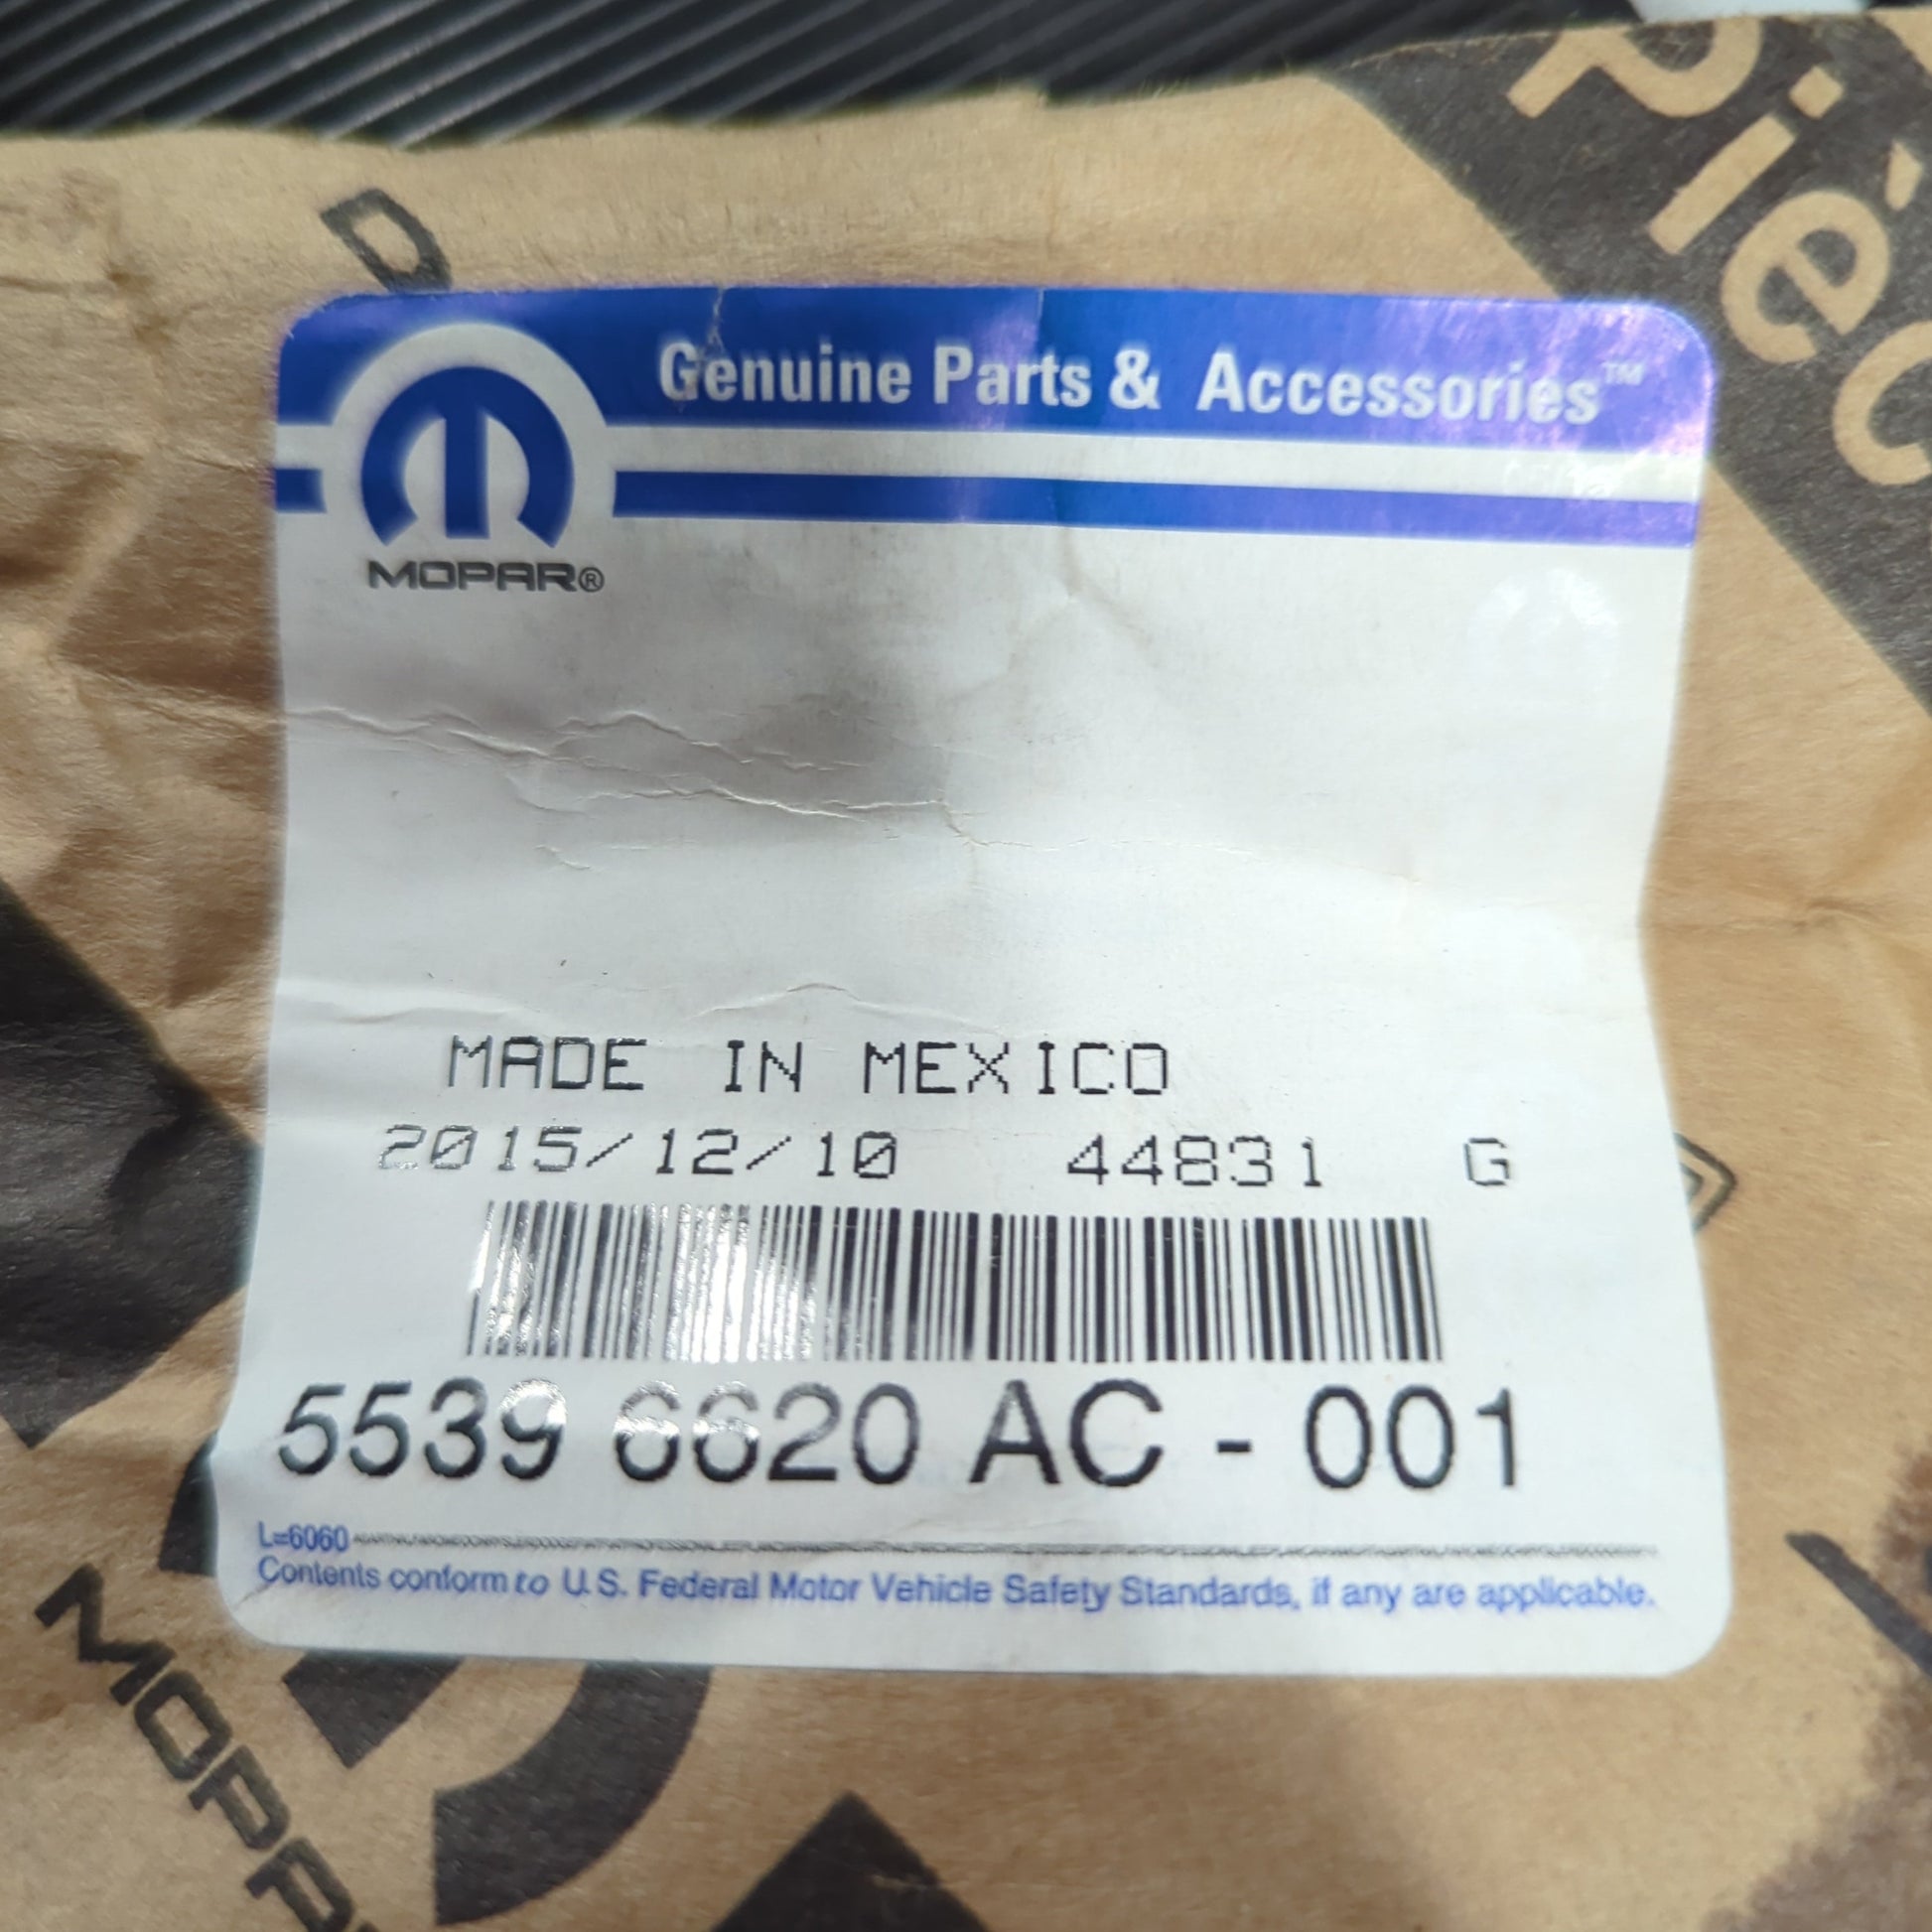 Pièc
D
Genuine Parts & Accessories™
MOPAR®
MADE IN MEXICO
2015/12/10 44831 G
5539 6620 AC - 001
L=6060
Contents conform to U.S. Federal Motor Vehicle Safety Standards, if any are applicable.
MOPA